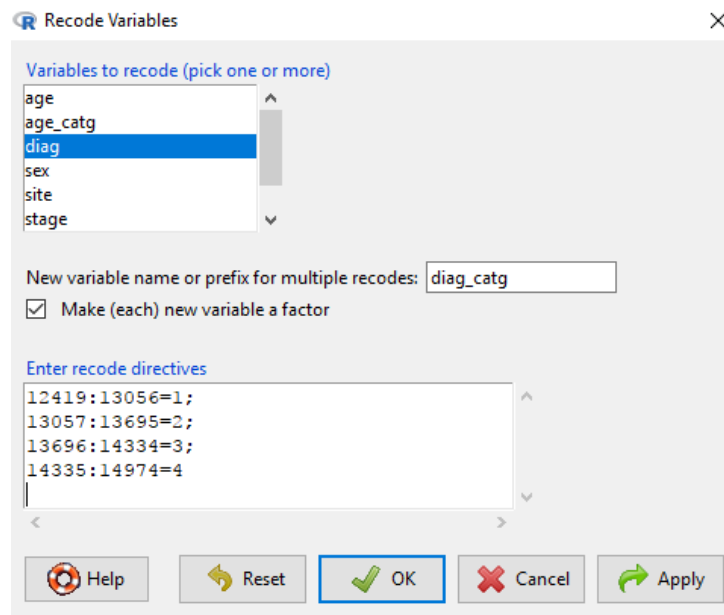 Recode Variables
Variables to recode (pick one or more)
age
age_catg
diag
sex
site
stage
New variable name or prefix for multiple recodes: diag_catg
Make (each) new variable a factor
Enter recode directives
12419:13056=1;
13057:13695=2;
13696:14334=3;
14335:14974=4
Help Reset OK Cancel Apply